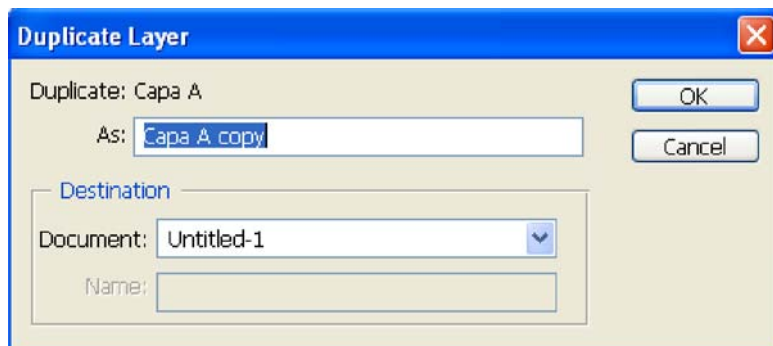 Duplicate Layer
Duplicate: Capa A
OK
As: Capa A copy
Cancel
Destination
Document: Untitled-1
Name: